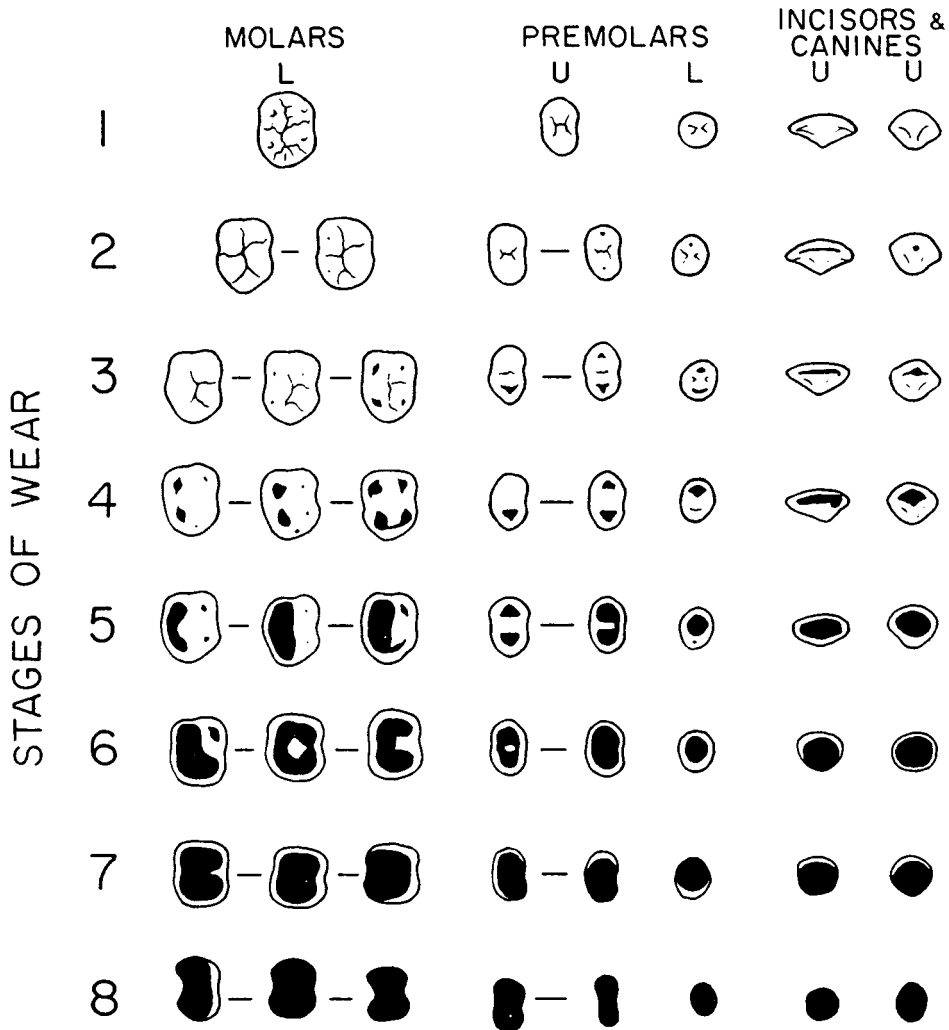 MOLARS
L
PREMOLARS
U L
INCISORS &
CANINES
U U
STAGES OF WEAR
1
2
3
4
5
6
7
8